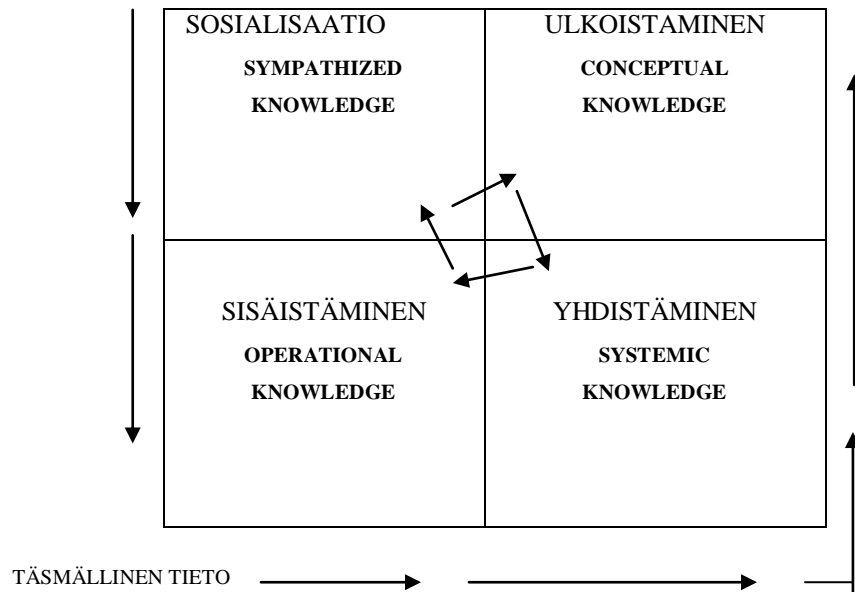 SOSIALISAATIO
SYMPATHIZED
KNOWLEDGE
ULKOISTAMINEN
CONCEPTUAL
KNOWLEDGE
SISÄISTÄMINEN
OPERATIONAL
KNOWLEDGE
YHDISTÄMINEN
SYSTEMIC
KNOWLEDGE
TÄSMÄLLINEN TIETO